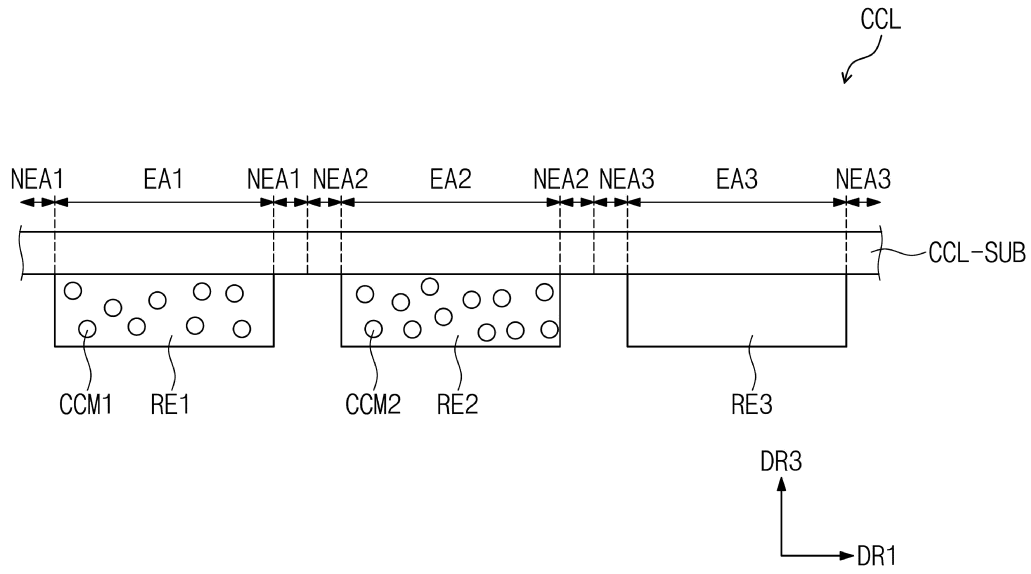 CCL
NEA1 EA1 NEA1 NEA2 EA2 NEA2 NEA3 EA3 NEA3
CCL-SUB
CCM1 RE1 CCM2 RE2 RE3
DR3
DR1